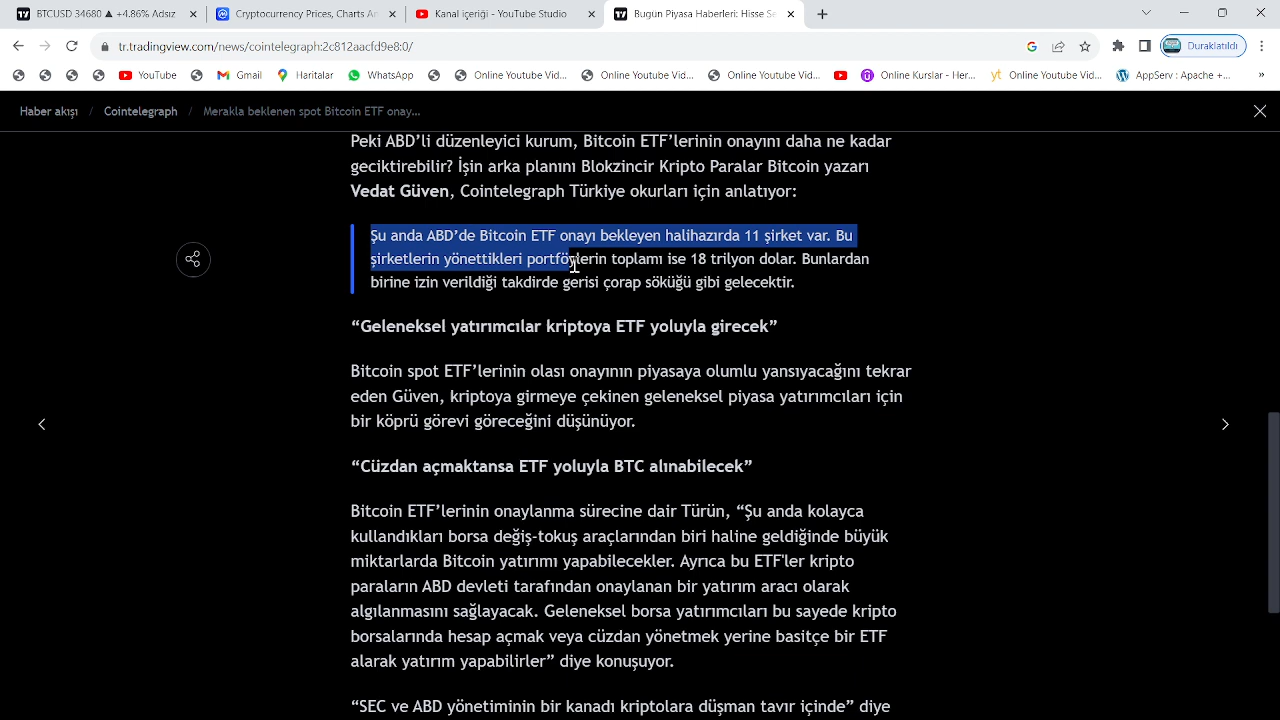 BTCUSD 34680 ▲ +4.86% Adsız
Cryptocurrency Prices, Charts An
Kanal içeriği - YouTube Studio
Bugün Piyasa Haberleri: Hisse Se
tr.tradingview.com/news/cointelegraph:2c812aacfd9e8:0/
Duraklatıldı
YouTube
Gmail
Haritalar
WhatsApp
Online Youtube Vid...
Online Youtube Vid...
Online Youtube Vid...
Online Kurslar - Her...
Online Youtube Vid...
AppServ : Apache +...
»
Haber akışı / Cointelegraph / Merakla beklenen spot Bitcoin ETF onay...
Peki ABD’li düzenleyici kurum, Bitcoin ETF’lerinin onayını daha ne kadar
geciktirebilir? İşin arka planını Blokzincir Kripto Paralar Bitcoin yazarı
Vedat Güven, Cointelegraph Türkiye okurları için anlatıyor:
Şu anda ABD’de Bitcoin ETF onayı bekleyen halihazırda 11 şirket var. Bu
şirketlerin yönettikleri portföylerin toplamı ise 18 trilyon dolar. Bunlardan
birine izin verildiği takdirde gerisi çorap söküğü gibi gelecektir.
“Geleneksel yatırımcılar kriptoya ETF yoluyla girecek”
Bitcoin spot ETF’lerinin olası onayının piyasaya olumlu yansıyacağını tekrar
eden Güven, kriptoya girmeye çekinen geleneksel piyasa yatırımcıları için
bir köprü görevi göreceğini düşünüyor.
“Cüzdan açmaktansa ETF yoluyla BTC alınabilecek”
Bitcoin ETF’lerinin onaylanma sürecine dair Türün, “Şu anda kolayca
kullandıkları borsa değiş-tokuş araçlarından biri haline geldiğinde büyük
miktarlarda Bitcoin yatırımı yapabilecekler. Ayrıca bu ETF'ler kripto
paraların ABD devleti tarafından onaylanan bir yatırım aracı olarak
algılanmasını sağlayacak. Geleneksel borsa yatırımcıları bu sayede kripto
borsalarında hesap açmak veya cüzdan yönetmek yerine basitçe bir ETF
alarak yatırım yapabilirler” diye konuşuyor.
“SEC ve ABD yönetiminin bir kanadı kriptolara düşman tavır içinde” diye